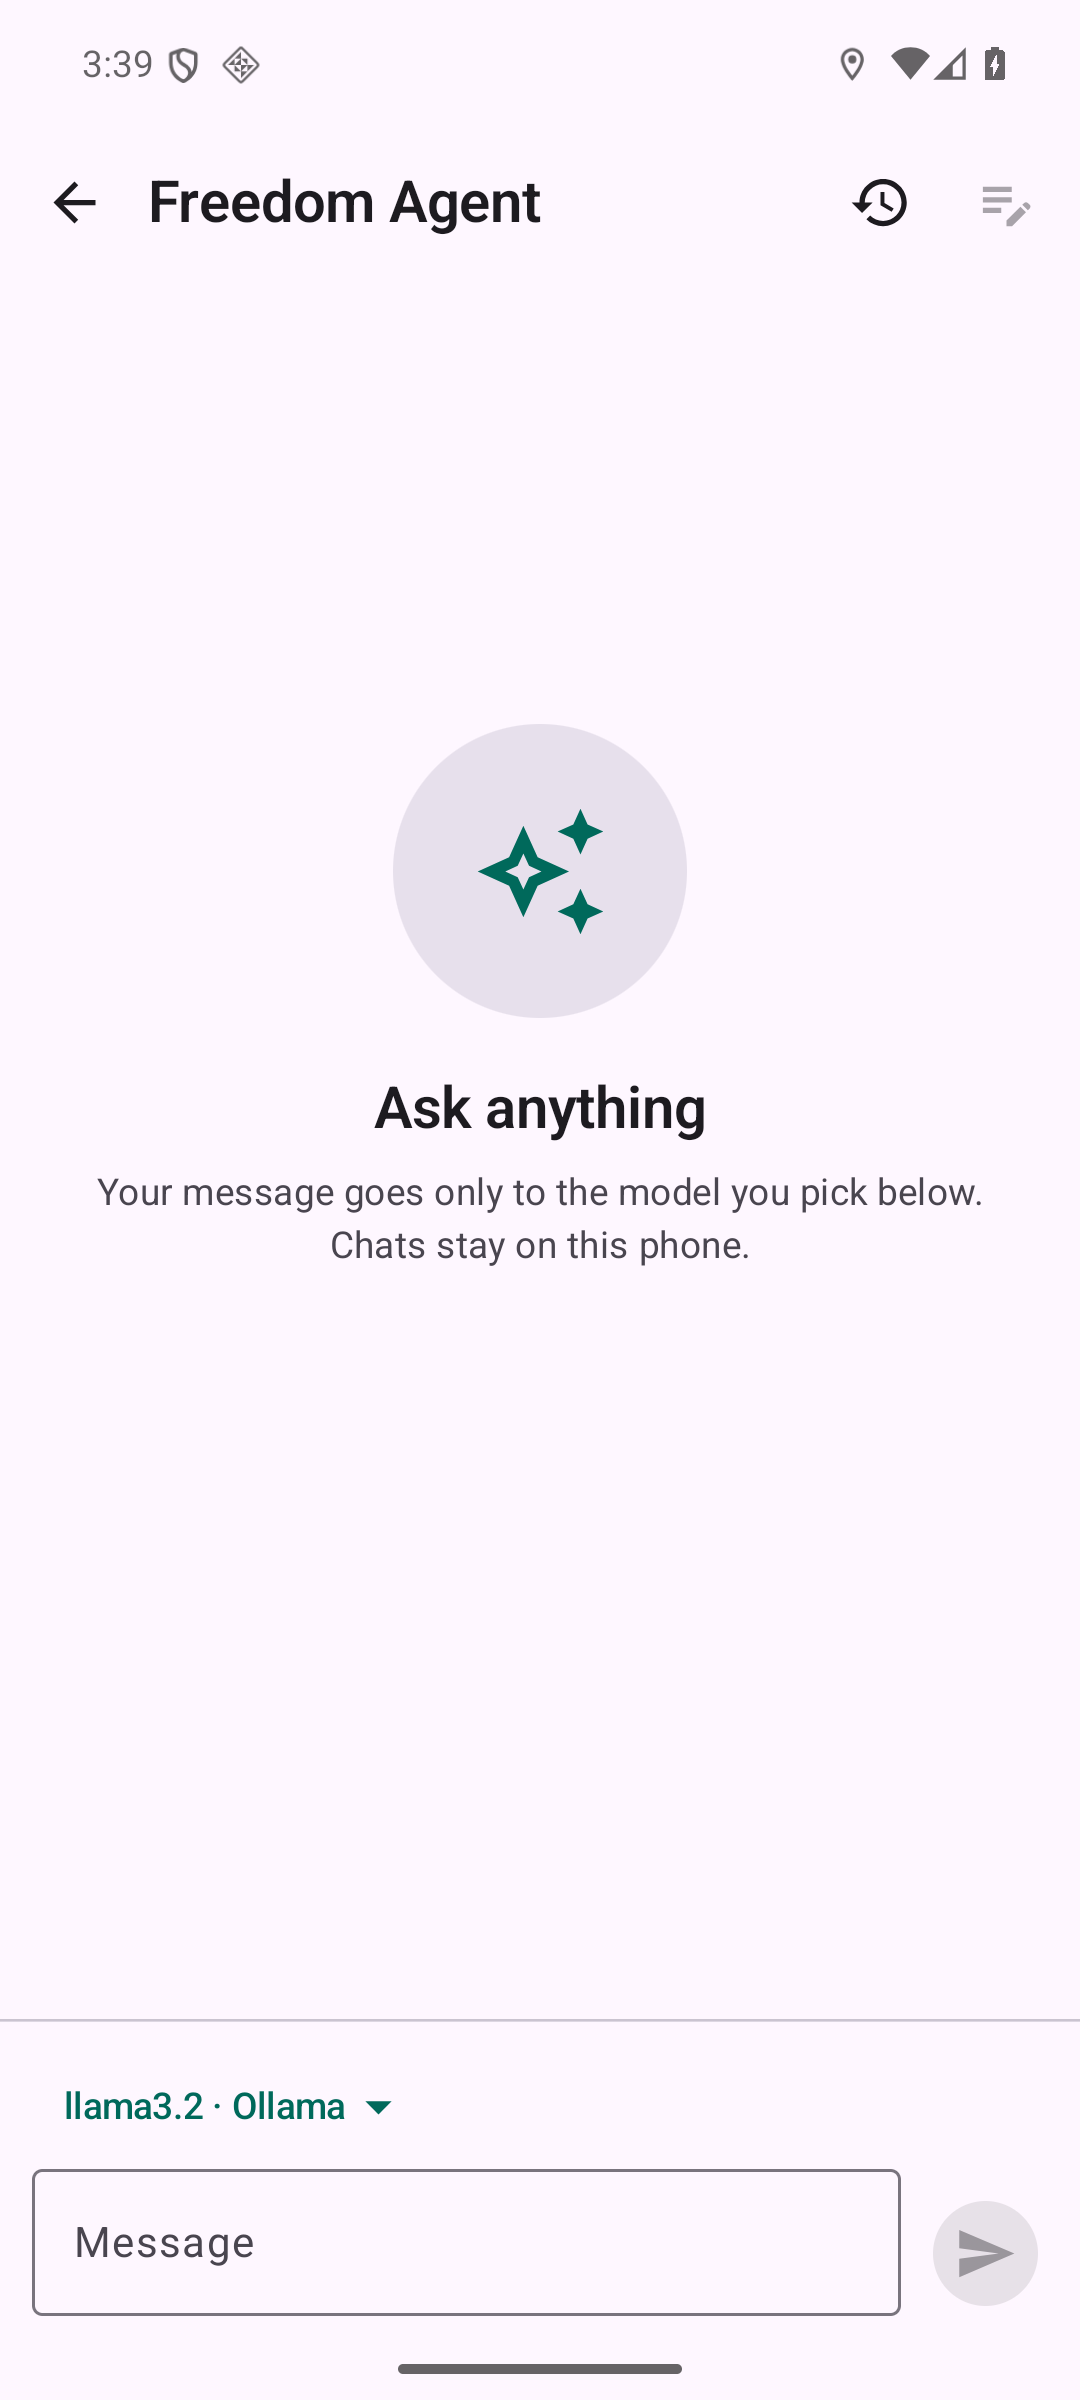 3:39
Freedom Agent
Ask anything
Your message goes only to the model you pick below.
Chats stay on this phone.
llama3.2 · Ollama
Message